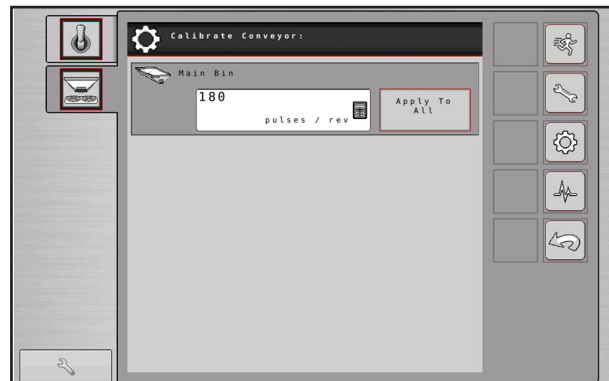 Calibrate Conveyor:
Main Bin
180
pulses / rev
Apply To
All